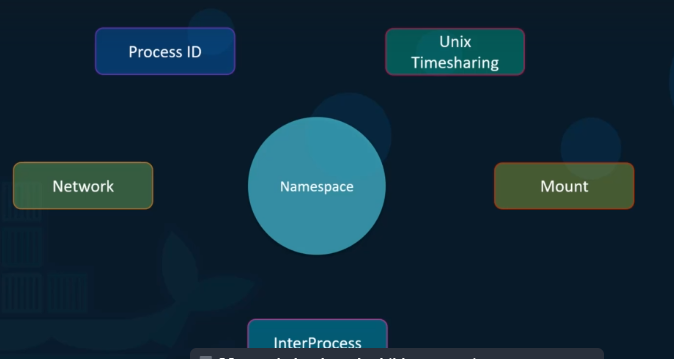 Process ID
Unix
Timesharing
Network
Namespace
Mount
InterProcess